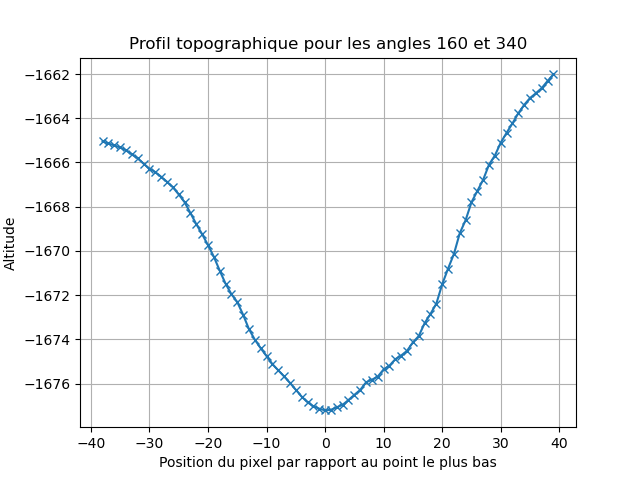 Profil topographique pour les angles 160 et 340
−1662
−1664
−1666
−1668
−1670
−1672
−1674
−1676
Altitude
−40 −30 −20 −10 0 10 20 30 40
Position du pixel par rapport au point le plus bas